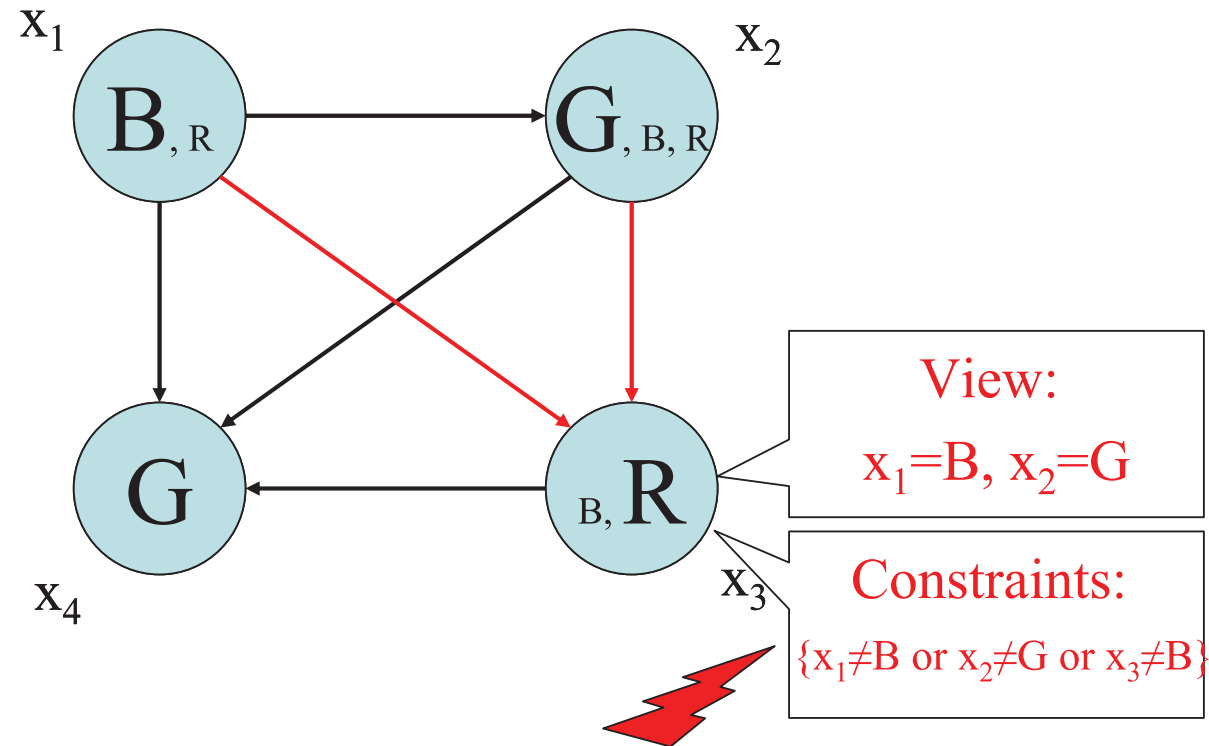 x₁
x₂
B, R
G, B, R
View:
x₁=B, x₂=G
G
B, R
x₃
x₄
Constraints:
{x₁≠B or x₂≠G or x₃≠B}